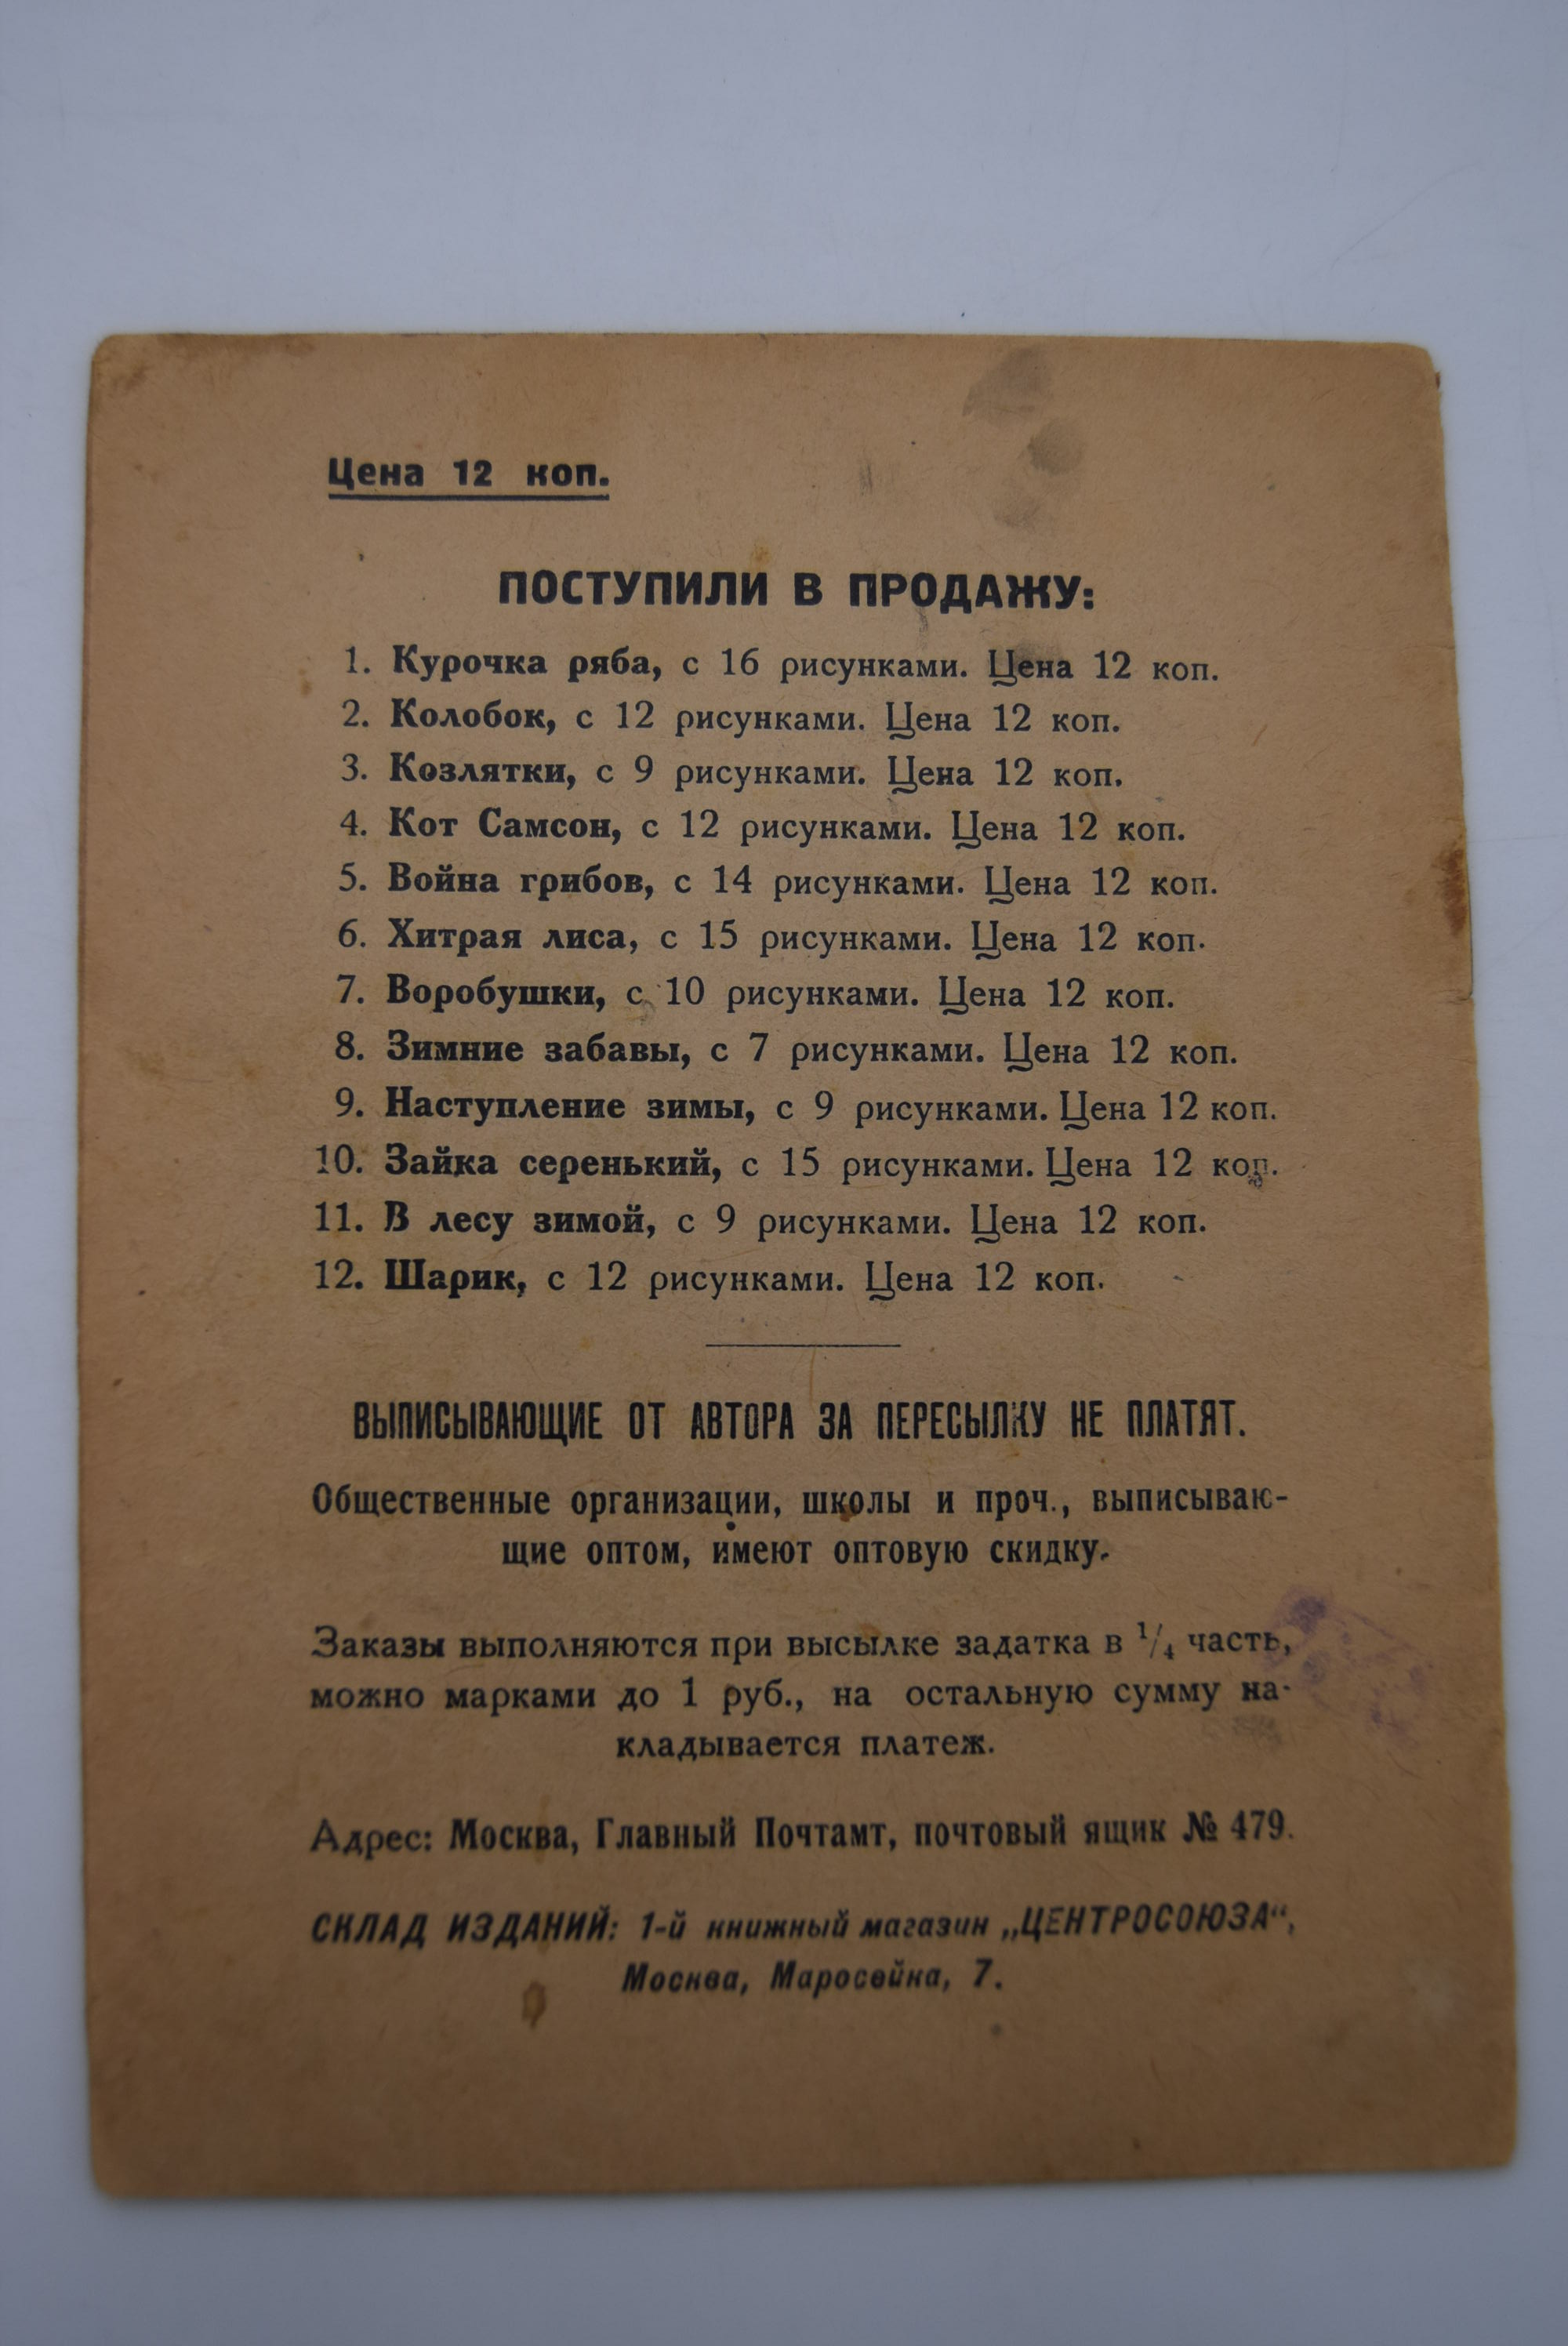 Цена 12 коп.
ПОСТУПИЛИ В ПРОДАЖУ:
1. Курочка ряба, с 16 рисунками. Цена 12 коп.
2. Колобок, с 12 рисунками. Цена 12 коп.
3. Козлятки, с 9 рисунками. Цена 12 коп.
4. Кот Самсон, с 12 рисунками. Цена 12 коп.
5. Война грибов, с 14 рисунками. Цена 12 коп.
6. Хитрая лиса, с 15 рисунками. Цена 12 коп.
7. Воробушки, с 10 рисунками. Цена 12 коп.
8. Зимние забавы, с 7 рисунками. Цена 12 коп.
9. Наступление зимы, с 9 рисунками. Цена 12 коп.
10. Зайка серенький, с 15 рисунками. Цена 12 коп.
11. В лесу зимой, с 9 рисунками. Цена 12 коп.
12. Шарик, с 12 рисунками. Цена 12 коп.
ВЫПИСЫВАЮЩИЕ ОТ АВТОРА ЗА ПЕРЕСЫЛКУ НЕ ПЛАТЯТ.
Общественные организации, школы и проч., выписываю-
щие оптом, имеют оптовую скидку.
Заказы выполняются при высылке задатка в 1/4 часть,
можно марками до 1 руб., на остальную сумму на-
кладывается платеж.
Адрес: Москва, Главный Почтамт, почтовый ящик № 479.
СКЛАД ИЗДАНИЙ: 1-й книжный магазин „ЦЕНТРОСОЮЗА“,
Москва, Маросейка, 7.